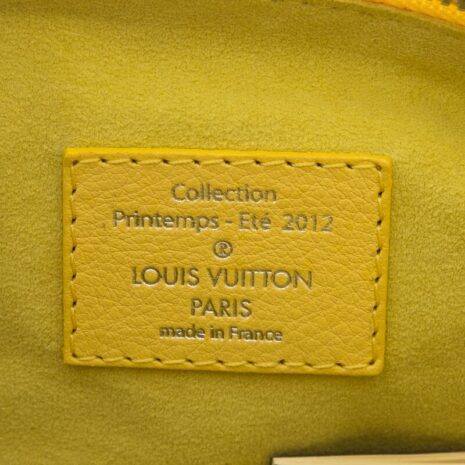 Collection
Printemps - Eté 2012
®
LOUIS VUITTON
PARIS
made in France